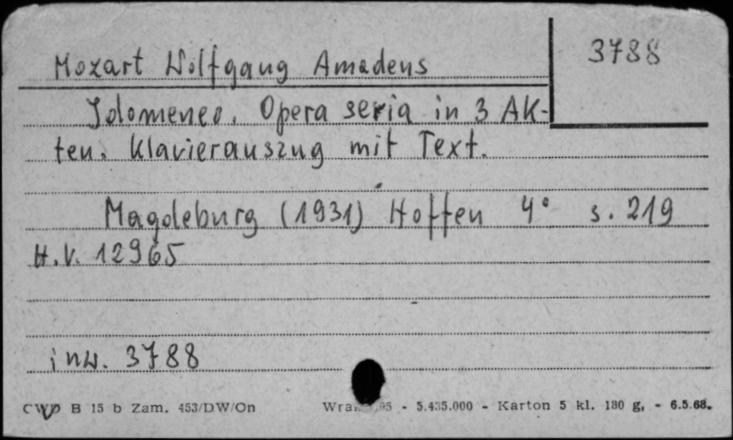 3788
Mozart Wolfgang Amadeus
Idomeneo. Opera seria in 3 Ak-
ten. Klavierauszug mit Text.
Magdeburg (1931) Hoffen 4° s. 219
H.V. 12965
inw. 3788
CWD B 15 b Zam. 453/DW/On
95 - 5.435.000 - Karton 5 kl. 180 g. - 6.5.68.